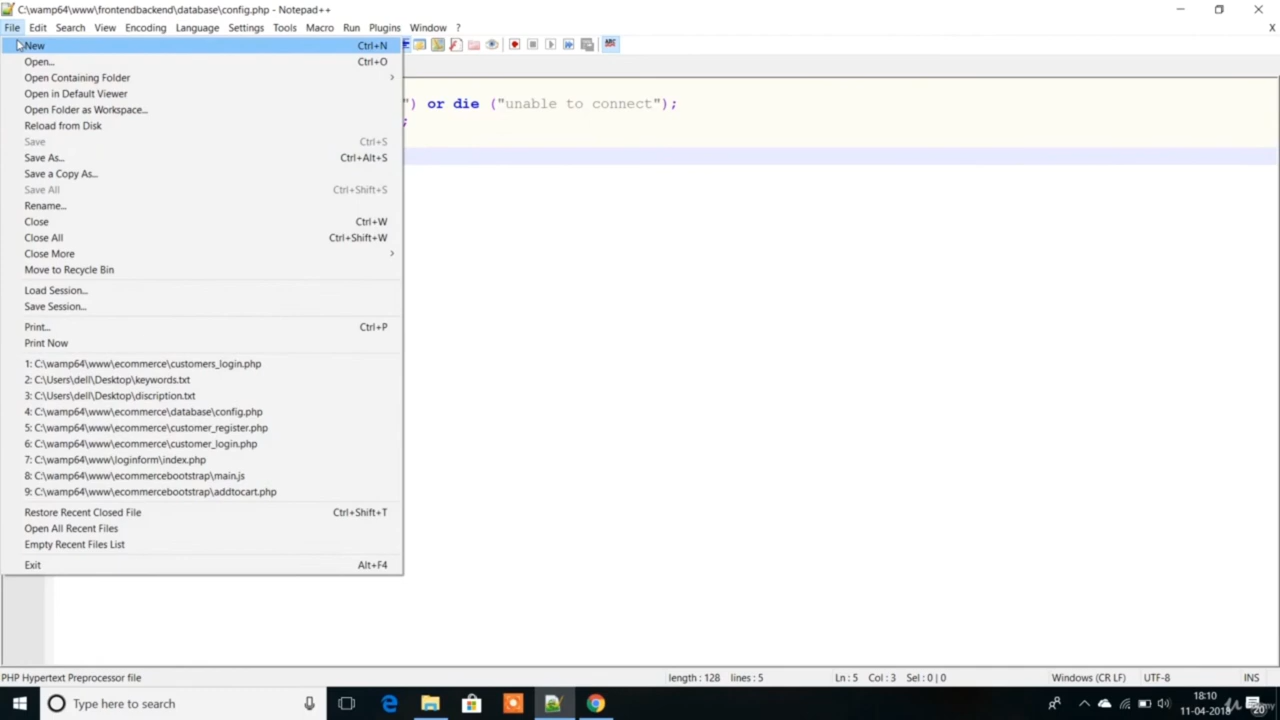 C:\wamp64\www\frontendbackend\database\config.php - Notepad++
File Edit Search View Encoding Language Settings Tools Macro Run Plugins Window ?
X
New Ctrl+N
Open... Ctrl+O
Open Containing Folder
Open in Default Viewer
Open Folder as Workspace...
Reload from Disk
Save Ctrl+S
Save As... Ctrl+Alt+S
Save a Copy As...
Save All Ctrl+Shift+S
Rename...
Close Ctrl+W
Close All Ctrl+Shift+W
Close More
Move to Recycle Bin
Load Session...
Save Session...
Print... Ctrl+P
Print Now
1: C:\wamp64\www\ecommerce\customers_login.php
2: C:\Users\dell\Desktop\keywords.txt
3: C:\Users\dell\Desktop\discription.txt
4: C:\wamp64\www\ecommerce\database\config.php
5: C:\wamp64\www\ecommerce\customer_register.php
6: C:\wamp64\www\ecommerce\customer_login.php
7: C:\wamp64\www\loginform\index.php
8: C:\wamp64\www\ecommercebootstrap\main.js
9: C:\wamp64\www\ecommercebootstrap\addtocart.php
Restore Recent Closed File Ctrl+Shift+T
Open All Recent Files
Empty Recent Files List
Exit Alt+F4
ABC
") or die ("unable to connect");
;
PHP Hypertext Preprocessor file length : 128 lines : 5 Ln : 5 Col : 3 Sel : 0 | 0 Windows (CR LF) UTF-8 INS
Type here to search
18:10
11-04-2018
20